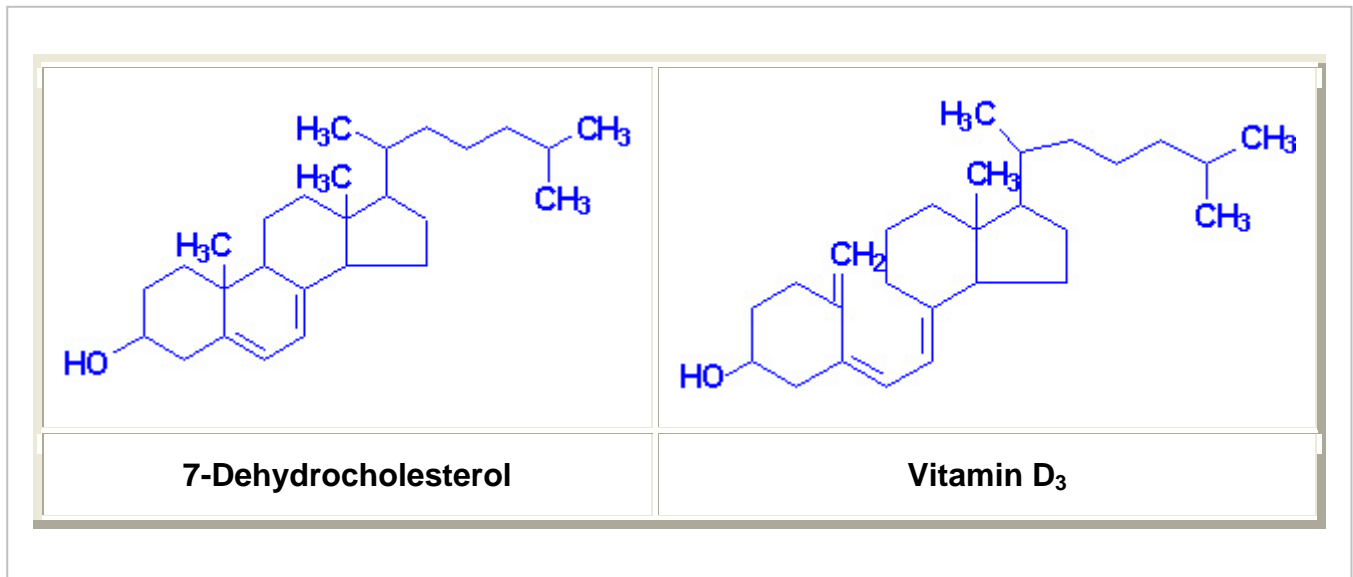 H₃C
CH₃
H₃C
CH₃
H₃C
HO
H₃C
CH₃
CH₃
CH₃
CH₂
HO
7-Dehydrocholesterol
Vitamin D₃